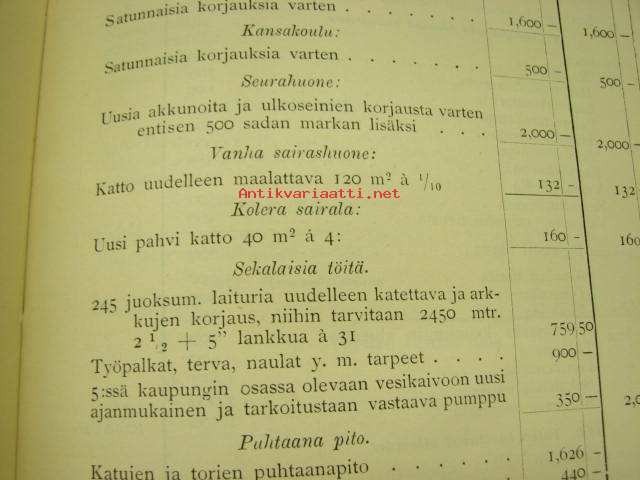 Satunnaisia korjauksia varten . . . . . . 1,600 — 1,600 —
Kansakoulu:
Satunnaisia korjauksia varten . . . . . . 500 — 500 —
Seurahuone:
Uusia akkunoita ja ulkoseinien korjausta varten
entisen 500 sadan markan lisäksi . . . 2,000 — 2,000 —
Vanha sairashuone:
Katto uudelleen maalattava 120 m² à 1/10 132 — 132
Antikvariaatti.net
Kolera sairala:
Uusi pahvi katto 40 m² á 4: 160 — 160
Sekalaisia töitä.
245 juoksum. laituria uudelleen katettava ja ark-
kujen korjaus, niihin tarvitaan 2450 mtr.
2 1/2 + 5” lankkua à 31 759 50
Työpalkat, terva, naulat y. m. tarpeet . . . . 900 —
5:ssä kaupungin osassa olevaan vesikaivoon uusi
ajanmukainen ja tarkoitustaan vastaava pumppu 350 —
Puhtaana pito.
Katujen ja torien puhtaanapito . . . . . 1,626 —
440 —